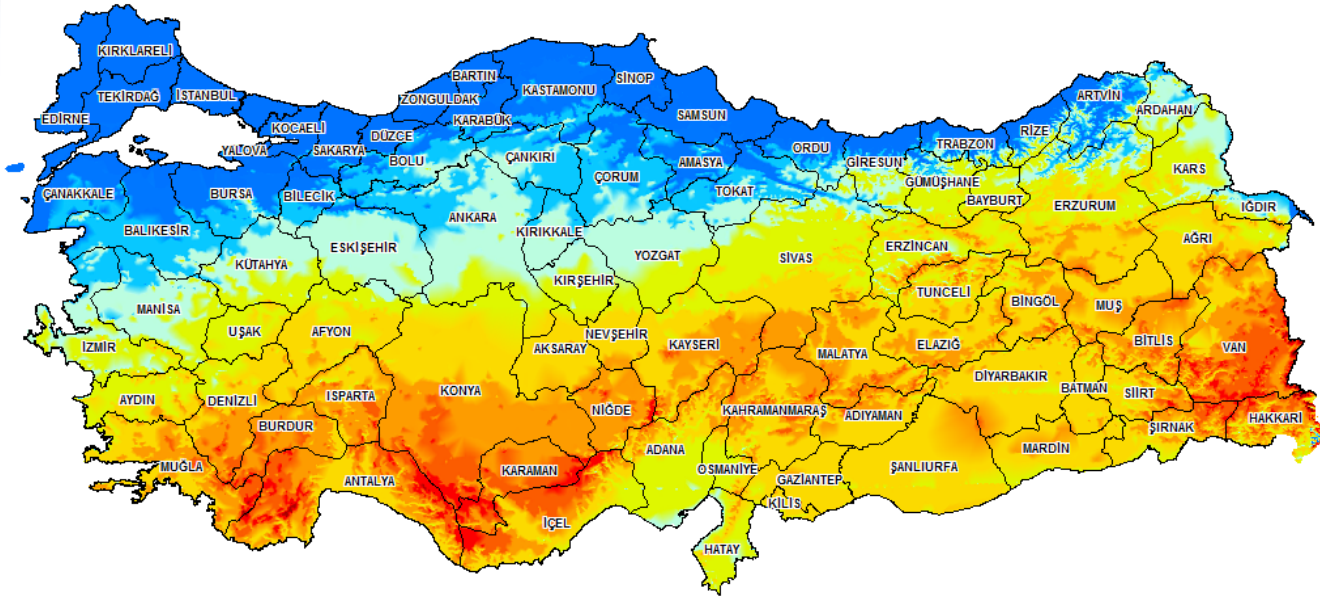 KIRKLARELİ
TEKİRDAĞ
İSTANBUL
EDİRNE
KOCAELİ
YALOVA
SAKARYA
DÜZCE
BOLU
ZONGULDAK
BARTIN
KARABÜK
KASTAMONU
SİNOP
ÇANKIRI
ÇORUM
SAMSUN
AMASYA
TOKAT
ORDU
GİRESUN
TRABZON
GÜMÜŞHANE
BAYBURT
RİZE
ARTVİN
ARDAHAN
KARS
IĞDIR
ERZURUM
AĞRI
ÇANAKKALE
BURSA
BİLECİK
BALIKESİR
KÜTAHYA
ESKİŞEHİR
ANKARA
KIRIKKALE
KIRŞEHİR
YOZGAT
SİVAS
ERZİNCAN
TUNCELİ
BİNGÖL
MUŞ
BİTLİS
VAN
MANİSA
İZMİR
UŞAK
AFYON
AKSARAY
NEVŞEHİR
KAYSERİ
MALATYA
ELAZIĞ
DİYARBAKIR
BATMAN
SİİRT
ŞIRNAK
HAKKARİ
AYDIN
DENİZLİ
ISPARTA
BURDUR
KONYA
NİĞDE
KAHRAMANMARAŞ
ADIYAMAN
MARDİN
ŞANLIURFA
MUĞLA
ANTALYA
KARAMAN
İÇEL
ADANA
OSMANİYE
GAZİANTEP
KİLİS
HATAY